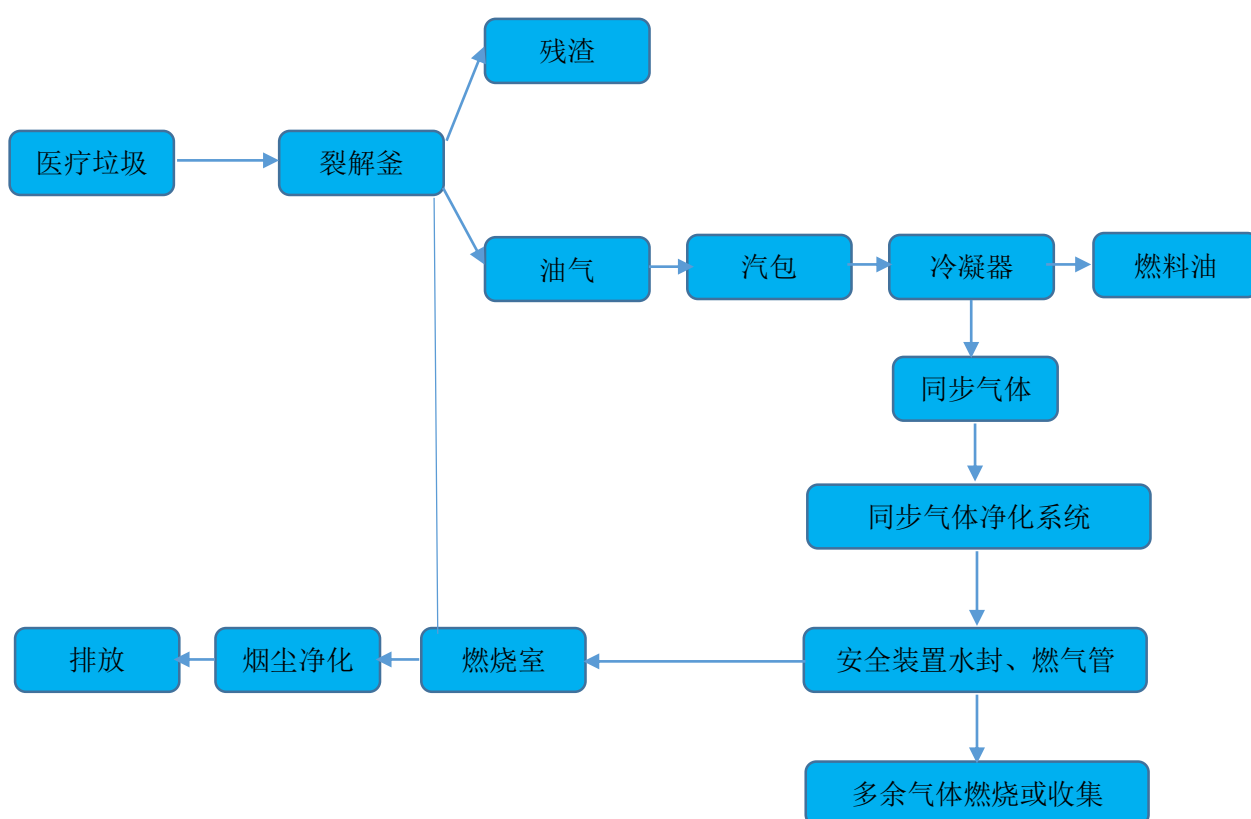 残渣
医疗垃圾
裂解釜
油气
汽包
冷凝器
燃料油
同步气体
同步气体净化系统
排放
烟尘净化
燃烧室
安全装置水封、燃气管
多余气体燃烧或收集